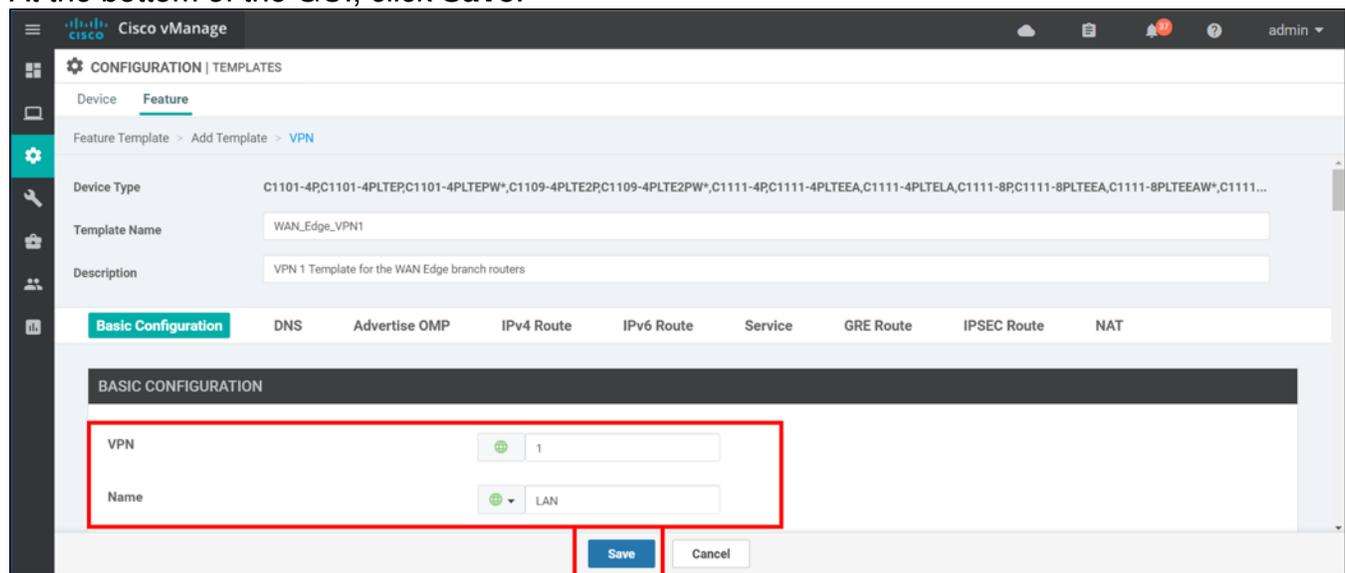 At the bottom of the GUI, click Save.
cisco Cisco vManage 37 admin
CONFIGURATION | TEMPLATES
Device Feature
Feature Template > Add Template > VPN
Device Type C1101-4P,C1101-4PLTEP,C1101-4PLTEPW*,C1109-4PLTE2P,C1109-4PLTE2PW*,C1111-4P,C1111-4PLTEEA,C1111-4PLTELA,C1111-8P,C1111-8PLTEEA,C1111-8PLTEEAW*,C1111...
Template Name WAN_Edge_VPN1
Description VPN 1 Template for the WAN Edge branch routers
Basic Configuration DNS Advertise OMP IPv4 Route IPv6 Route Service GRE Route IPSEC Route NAT
BASIC CONFIGURATION
VPN 1
Name LAN
Save Cancel